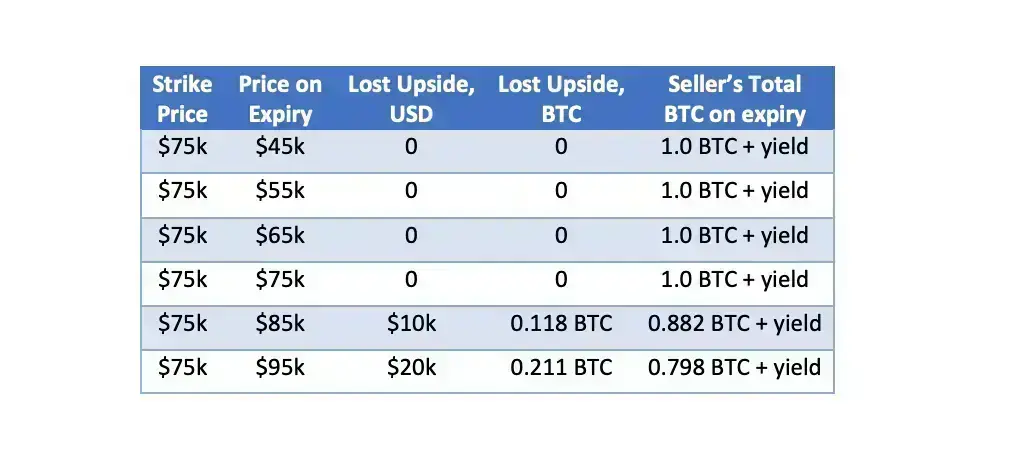 Strike Price Price on Expiry Lost Upside, USD Lost Upside, BTC Seller’s Total BTC on expiry
$75k $45k 0 0 1.0 BTC + yield
$75k $55k 0 0 1.0 BTC + yield
$75k $65k 0 0 1.0 BTC + yield
$75k $75k 0 0 1.0 BTC + yield
$75k $85k $10k 0.118 BTC 0.882 BTC + yield
$75k $95k $20k 0.211 BTC 0.798 BTC + yield